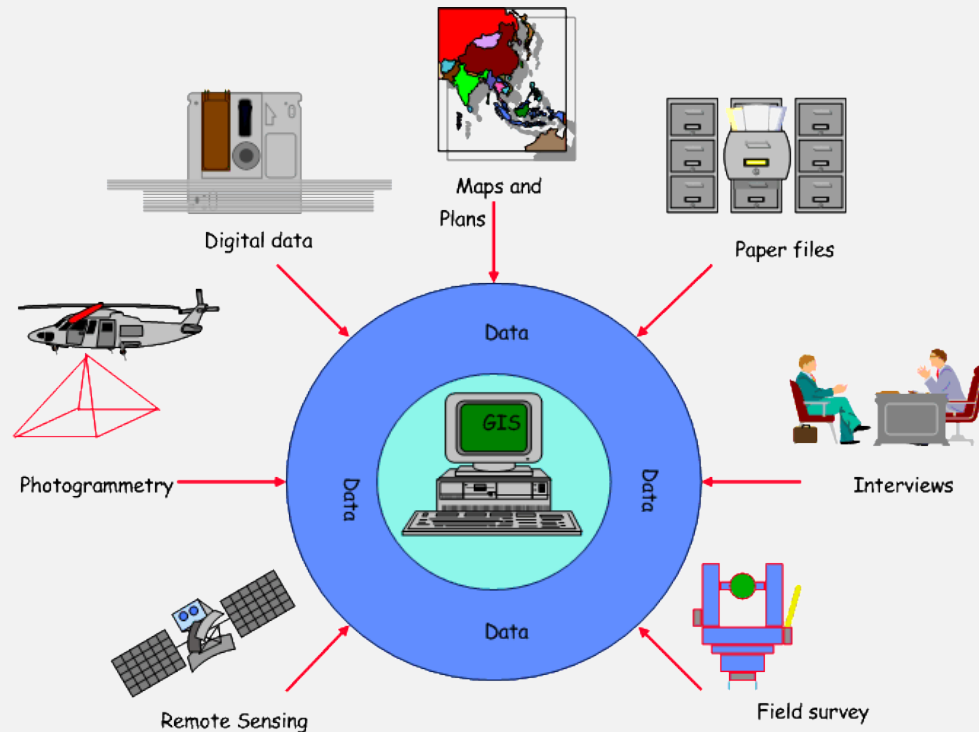 Maps and
Plans
Digital data
Paper files
Data
GIS
Photogrammetry
Data
Data
Interviews
Data
Remote Sensing
Field survey